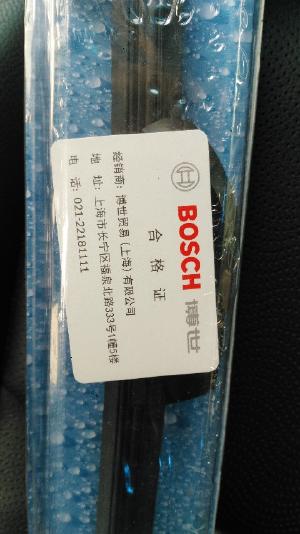 BOSCH 博世
合格证
经销商: 博世贸易(上海)有限公司
地 址: 上海市长宁区福泉北路333号1幢5楼
电 话: 021-22181111